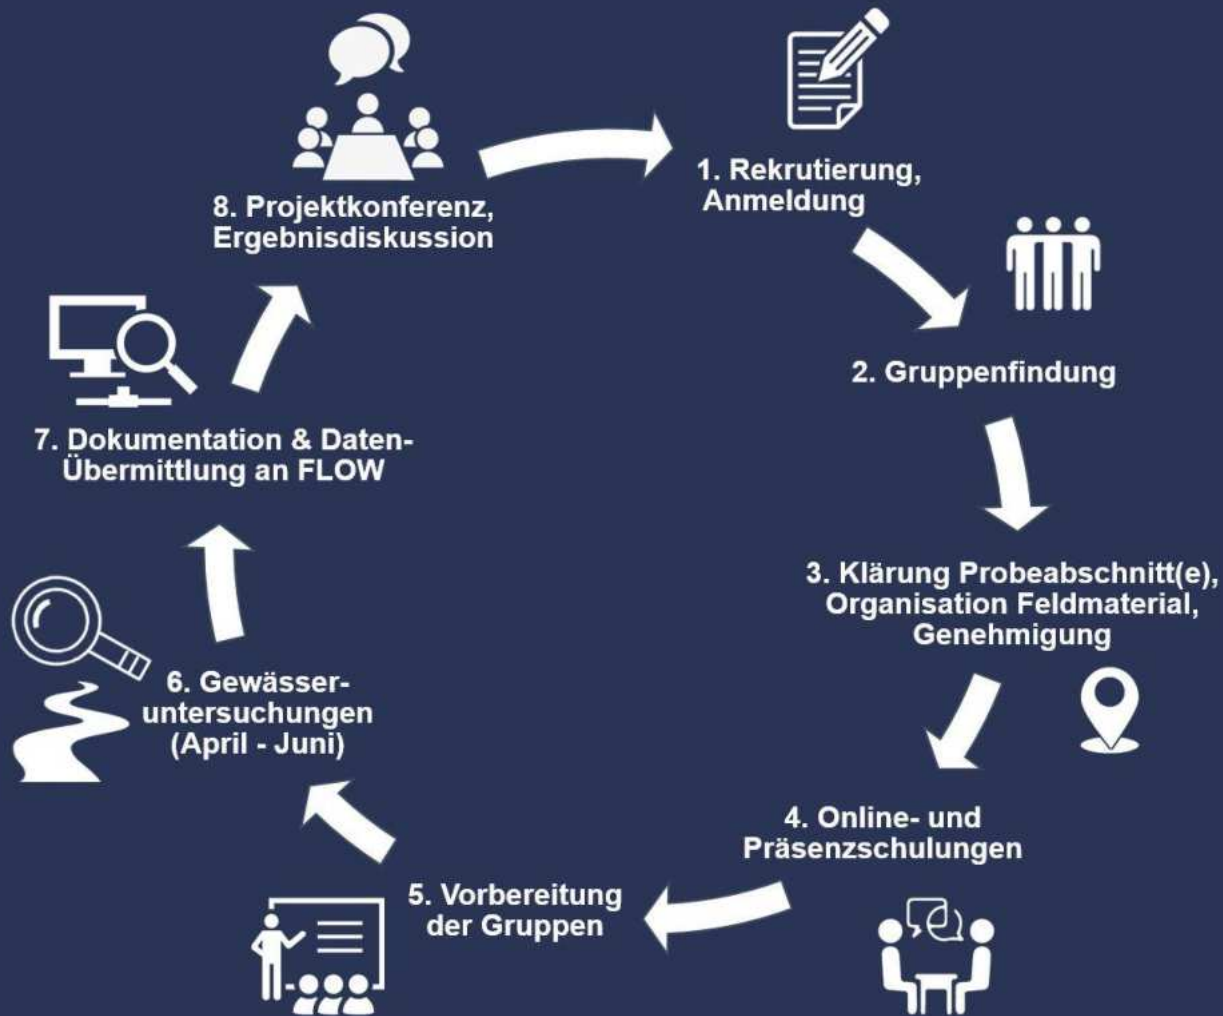 1. Rekrutierung,
Anmeldung
2. Gruppenfindung
3. Klärung Probeabschnitt(e),
Organisation Feldmaterial,
Genehmigung
4. Online- und
Präsenzschulungen
5. Vorbereitung
der Gruppen
6. Gewässer-
untersuchungen
(April - Juni)
7. Dokumentation & Daten-
Übermittlung an FLOW
8. Projektkonferenz,
Ergebnisdiskussion